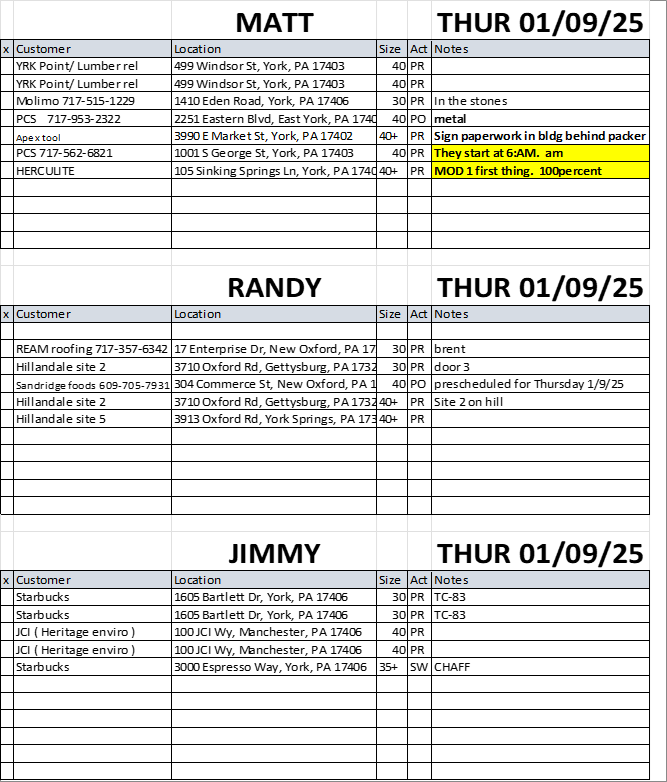 MATT THUR 01/09/25
x Customer Location Size Act Notes
YRK Point/ Lumber rel 499 Windsor St, York, PA 17403 40 PR
YRK Point/ Lumber rel 499 Windsor St, York, PA 17403 40 PR
Molimo 717-515-1229 1410 Eden Road, York, PA 17406 30 PR In the stones
PCS 717-953-2322 2251 Eastern Blvd, East York, PA 1740 40 PO metal
Apex tool 3990 E Market St, York, PA 17402 40+ PR Sign paperwork in bldg behind packer
PCS 717-562-6821 1001 S George St, York, PA 17403 40 PR They start at 6:AM. am
HERCULITE 105 Sinking Springs Ln, York, PA 1740 40+ PR MOD 1 first thing. 100percent
RANDY THUR 01/09/25
x Customer Location Size Act Notes
REAM roofing 717-357-6342 17 Enterprise Dr, New Oxford, PA 17 30 PR brent
Hillandale site 2 3710 Oxford Rd, Gettysburg, PA 1732 30 PR door 3
Sandridge foods 609-705-7931 304 Commerce St, New Oxford, PA 1 40 PO prescheduled for Thursday 1/9/25
Hillandale site 2 3710 Oxford Rd, Gettysburg, PA 1732 40+ PR Site 2 on hill
Hillandale site 5 3913 Oxford Rd, York Springs, PA 173 40+ PR
JIMMY THUR 01/09/25
x Customer Location Size Act Notes
Starbucks 1605 Bartlett Dr, York, PA 17406 30 PR TC-83
Starbucks 1605 Bartlett Dr, York, PA 17406 30 PR TC-83
JCI ( Heritage enviro ) 100 JCI Wy, Manchester, PA 17406 40 PR
JCI ( Heritage enviro ) 100 JCI Wy, Manchester, PA 17406 40 PR
Starbucks 3000 Espresso Way, York, PA 17406 35+ SW CHAFF